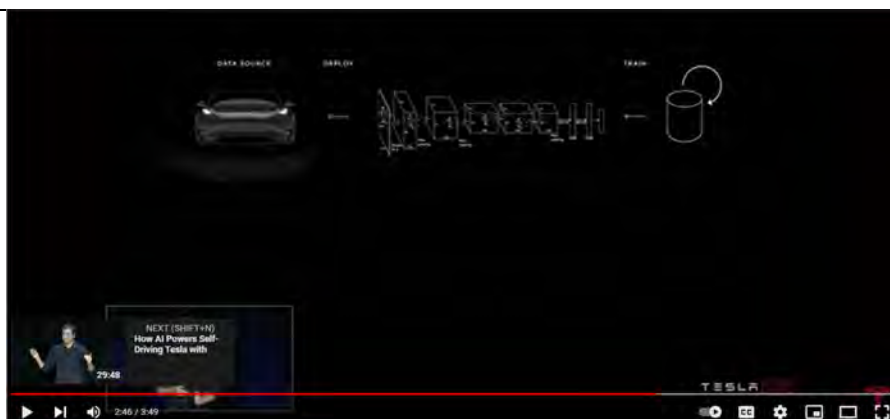 DATA SOURCE
DEPLOY
TRAIN
NEXT (SHIFT+N)
How AI Powers Self-
Driving Tesla with
29:48
TESLA
2:46 / 3:49
CC